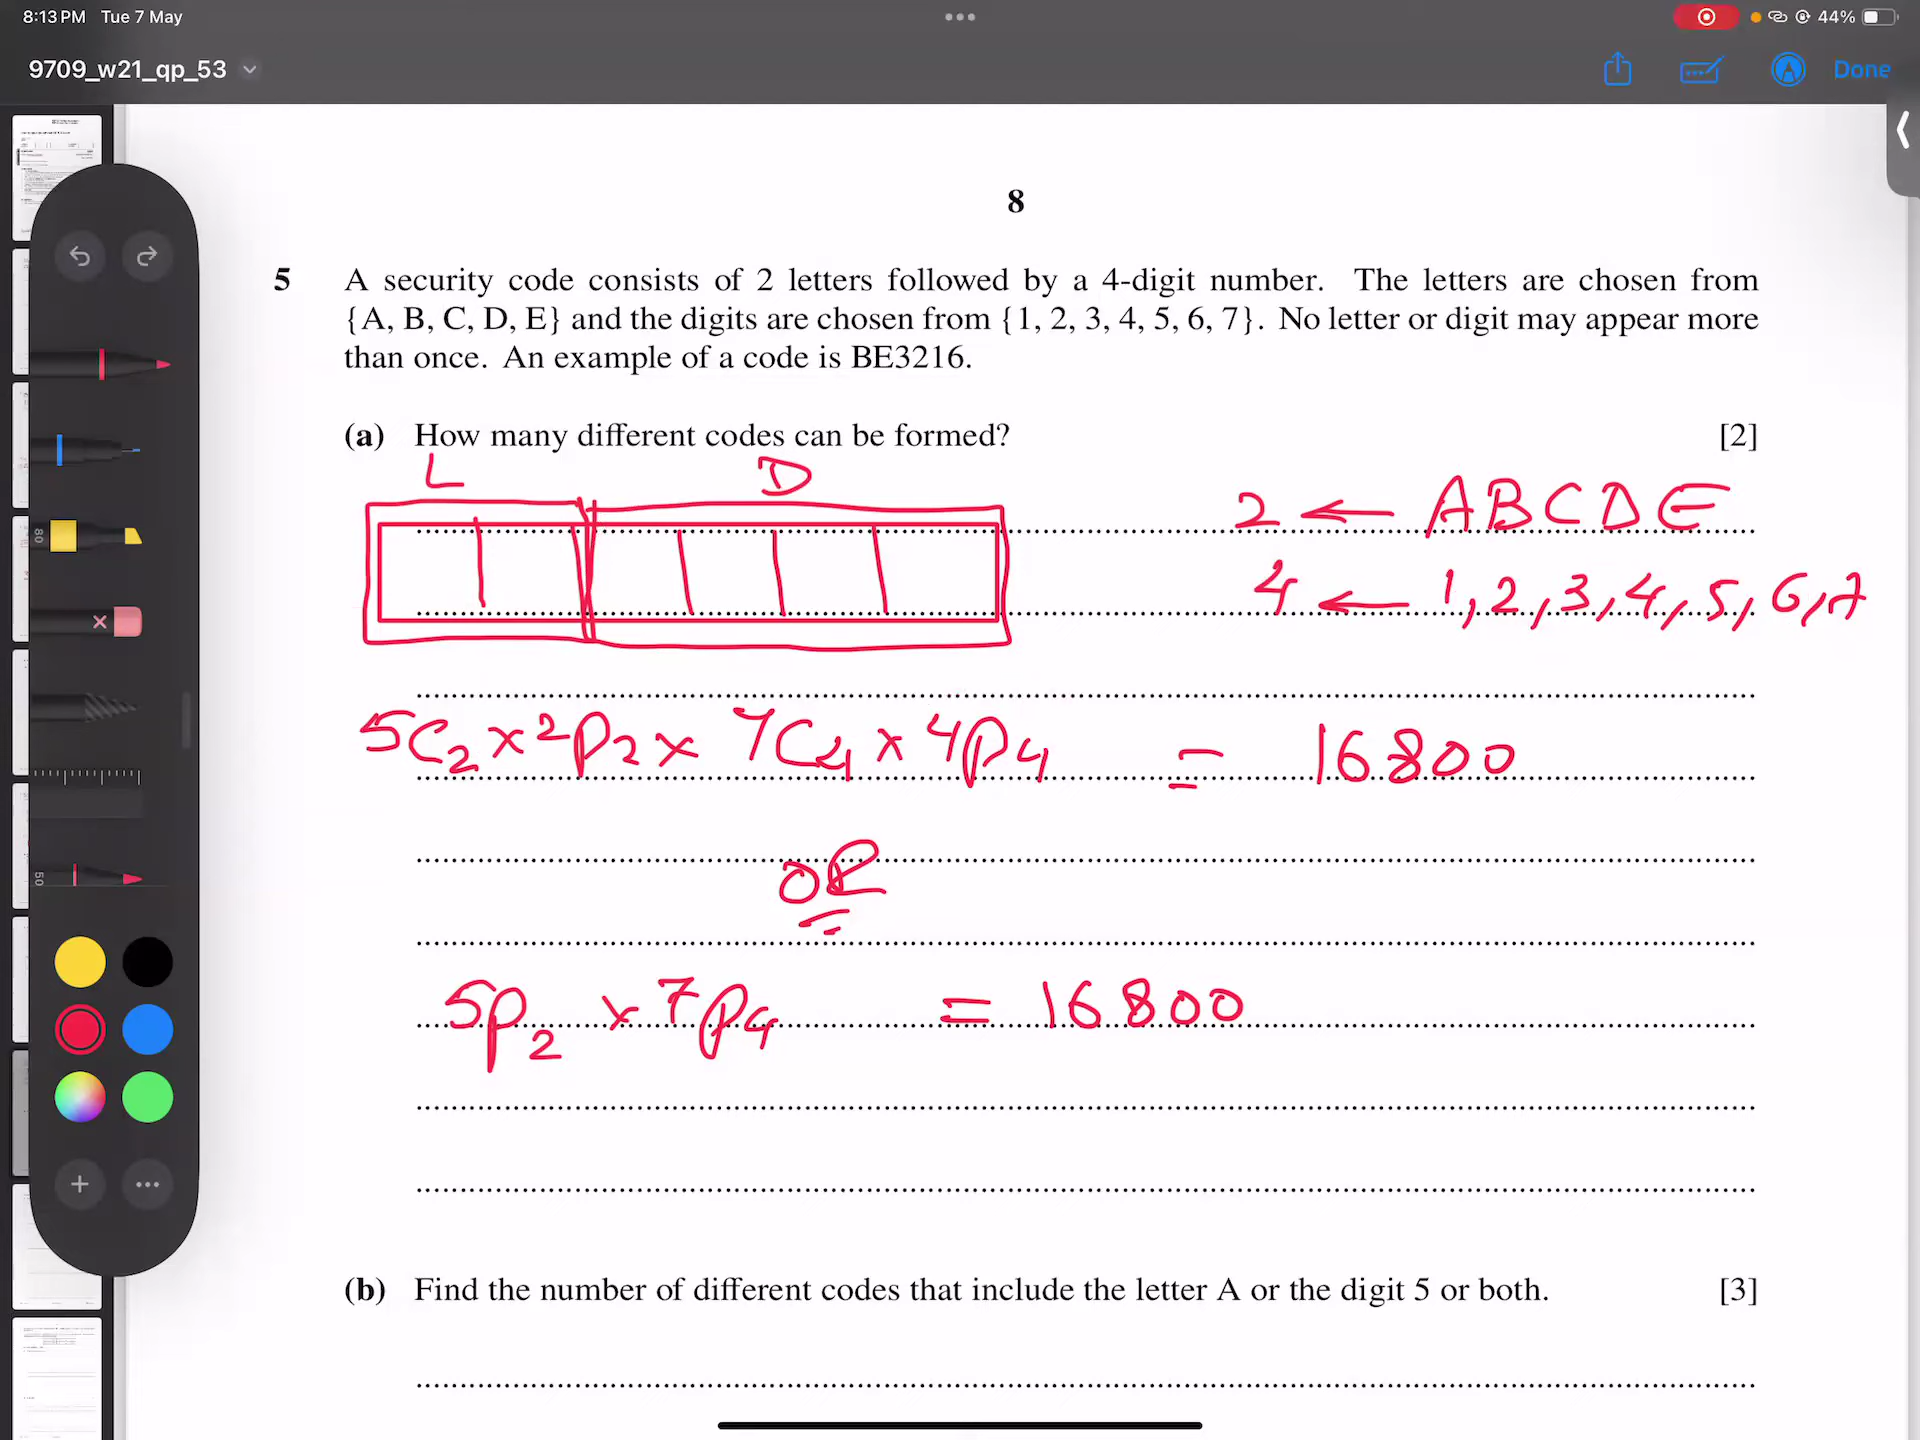 8:13 PM Tue 7 May
44%
9709_w21_qp_53
Done
8
5 A security code consists of 2 letters followed by a 4-digit number. The letters are chosen from
{A, B, C, D, E} and the digits are chosen from {1, 2, 3, 4, 5, 6, 7}. No letter or digit may appear more
than once. An example of a code is BE3216.
(a) How many different codes can be formed? [2]
L D
2 ← A B C D E
4 ← 1, 2, 3, 4, 5, 6, 7
5C2 × 2P2 × 7C4 × 4P4 = 16800
OR
5P2 × 7P4 = 16800
(b) Find the number of different codes that include the letter A or the digit 5 or both. [3]
80
50